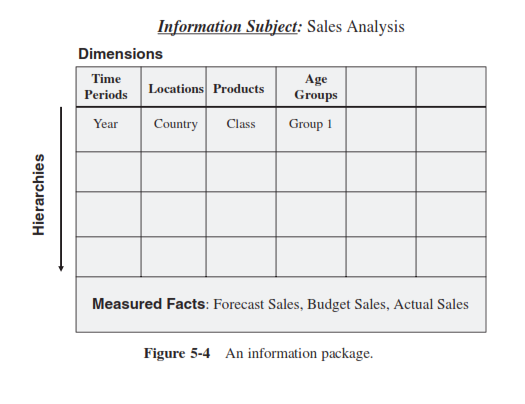 Information Subject: Sales Analysis
Dimensions
Time Periods Locations Products Age Groups
Year Country Class Group 1
Hierarchies
Measured Facts: Forecast Sales, Budget Sales, Actual Sales
Figure 5-4 An information package.